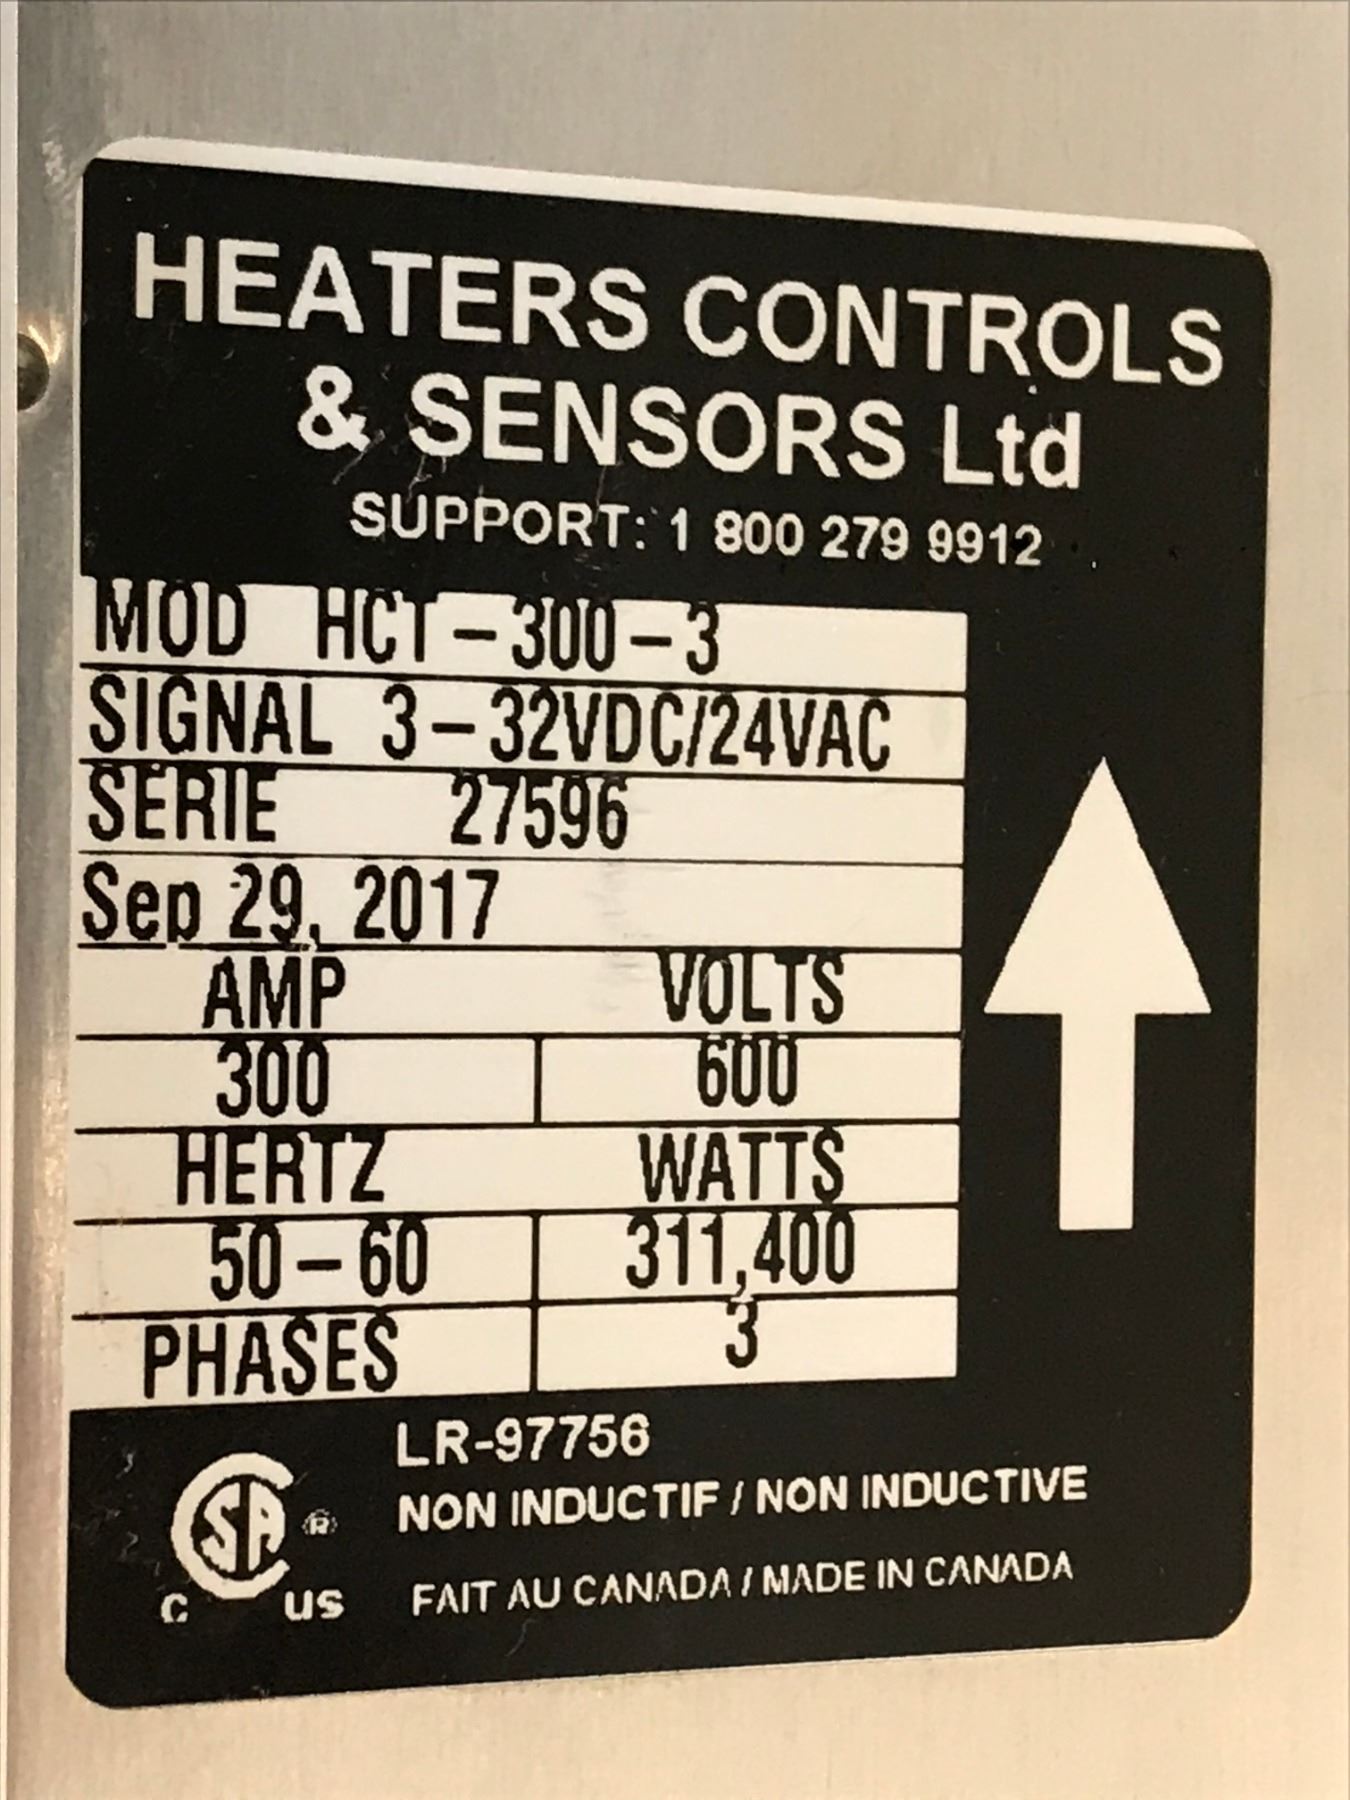 HEATERS CONTROLS
& SENSORS Ltd
SUPPORT: 1 800 279 9912
MOD HCT-300-3
SIGNAL 3-32VDC/24VAC
SERIE 27596
Sep 29, 2017
AMP VOLTS
300 600
HERTZ WATTS
50-60 311,400
PHASES 3
LR-97756
NON INDUCTIF / NON INDUCTIVE
FAIT AU CANADA / MADE IN CANADA
CSA ®
C US